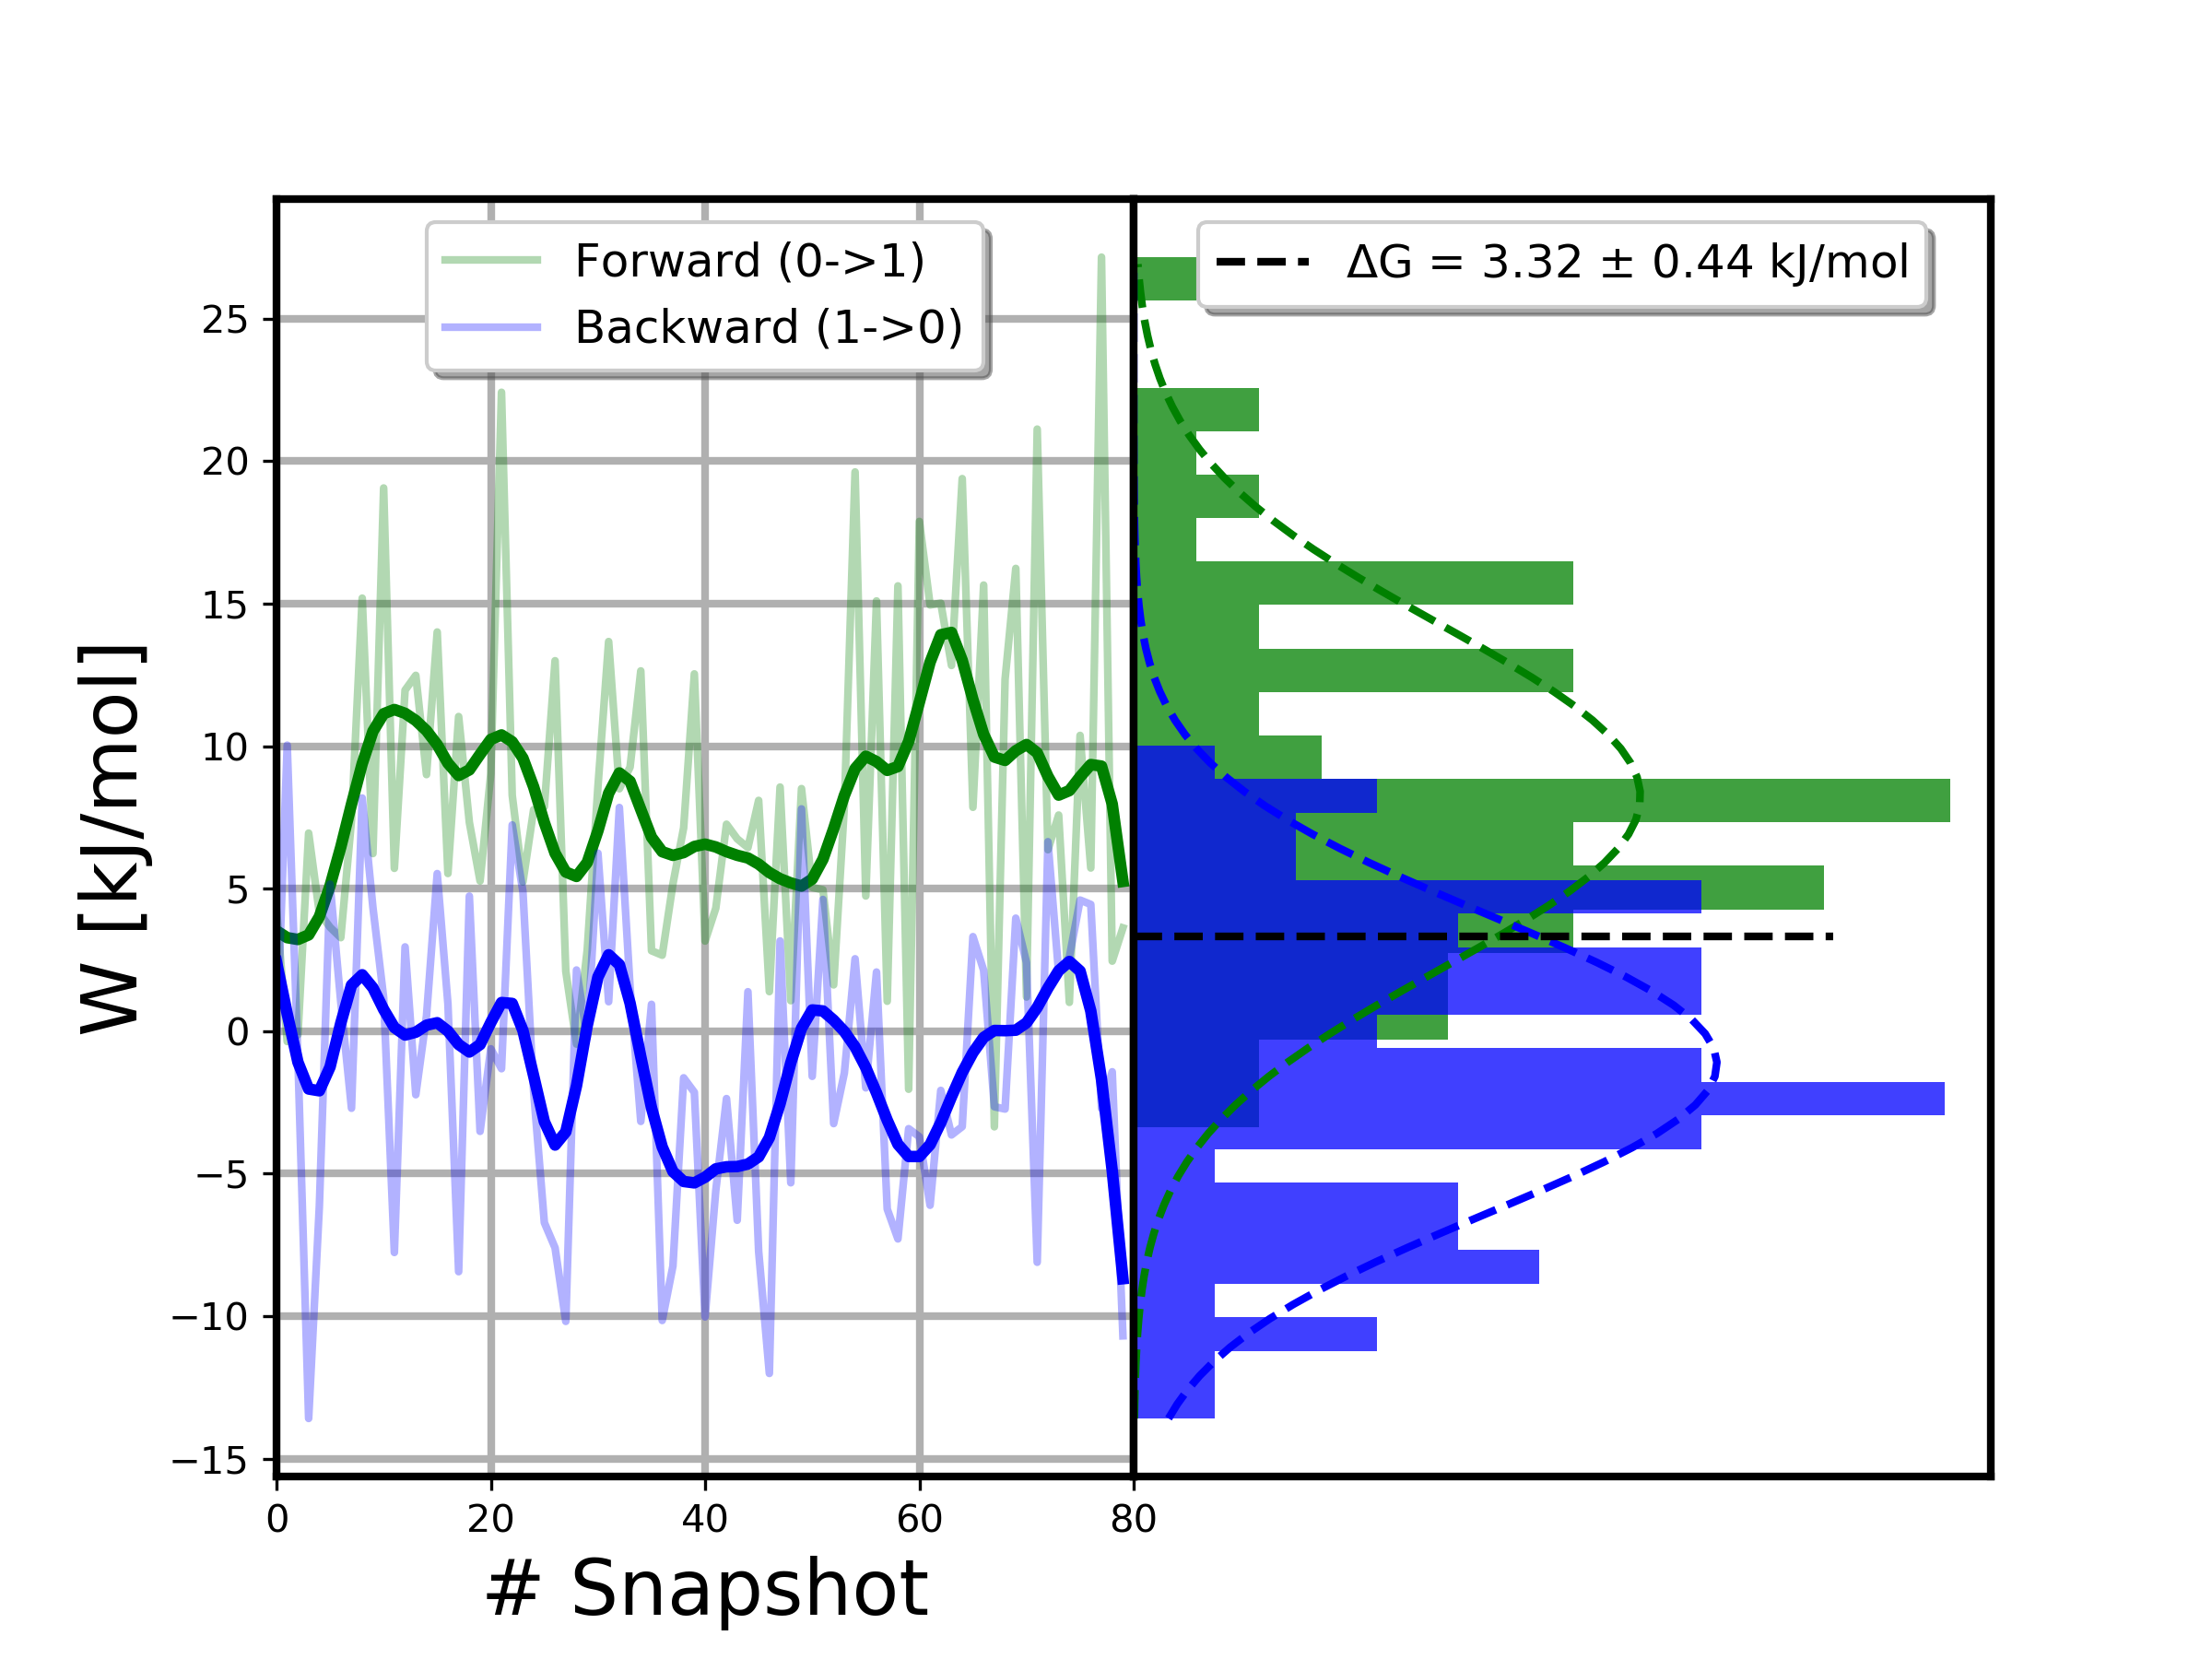 Forward (0->1)
Backward (1->0)
ΔG = 3.32 ± 0.44 kJ/mol
W [kJ/mol]
25
20
15
10
5
0
−5
−10
−15
0 20 40 60 80
# Snapshot